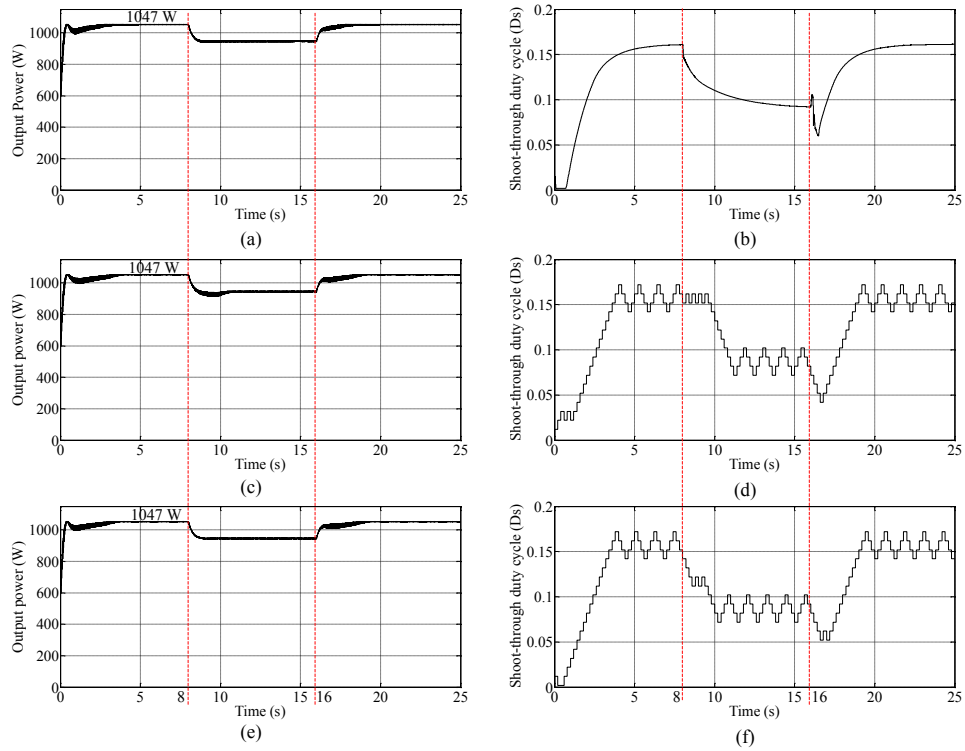 Output Power (W)
1000
800
600
400
200
0
1047 W
0 5 10 15 20 25
Time (s)
(a)
Shoot-through duty cycle (Ds)
0.2
0.15
0.1
0.05
0
0 5 10 15 20 25
Time (s)
(b)
Output power (W)
1000
800
600
400
200
0
1047 W
0 5 10 15 20 25
Time (s)
(c)
Shoot-through duty cycle (Ds)
0.2
0.15
0.1
0.05
0
0 5 10 15 20 25
Time (s)
(d)
Output power (W)
1000
800
600
400
200
0
1047 W
0 5 8 10 15 16 20 25
Time (s)
(e)
Shoot-through duty cycle (Ds)
0.2
0.15
0.1
0.05
0
0 5 8 10 15 16 20 25
Time (s)
(f)